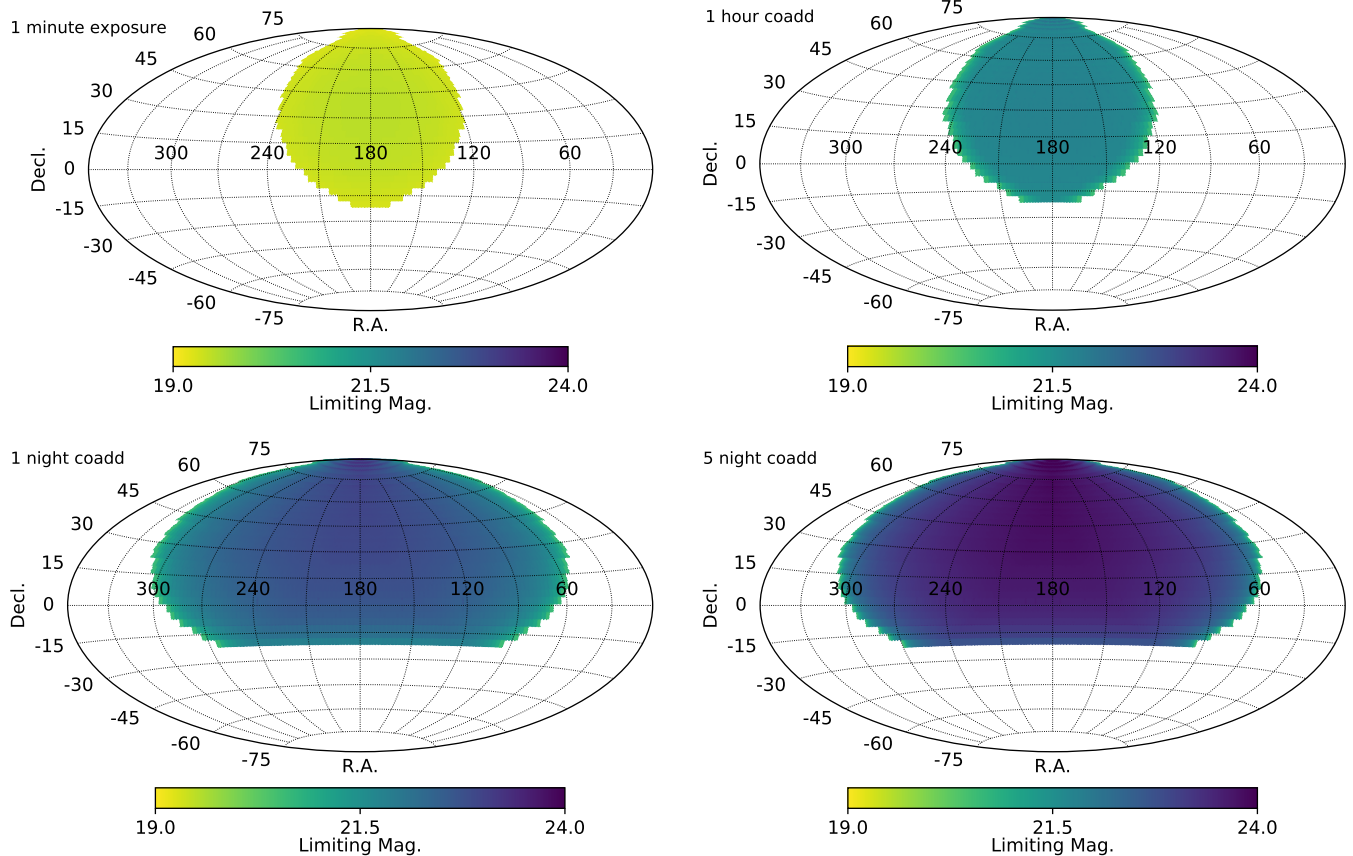 1 minute exposure
75
60
45
30
15
0
-15
-30
-45
-60
-75
300 240 180 120 60
Decl.
R.A.
19.0 21.5 24.0
Limiting Mag.
1 hour coadd
75
60
45
30
15
0
-15
-30
-45
-60
-75
300 240 180 120 60
Decl.
R.A.
19.0 21.5 24.0
Limiting Mag.
1 night coadd
75
60
45
30
15
0
-15
-30
-45
-60
-75
300 240 180 120 60
Decl.
R.A.
19.0 21.5 24.0
Limiting Mag.
5 night coadd
75
60
45
30
15
0
-15
-30
-45
-60
-75
300 240 180 120 60
Decl.
R.A.
19.0 21.5 24.0
Limiting Mag.